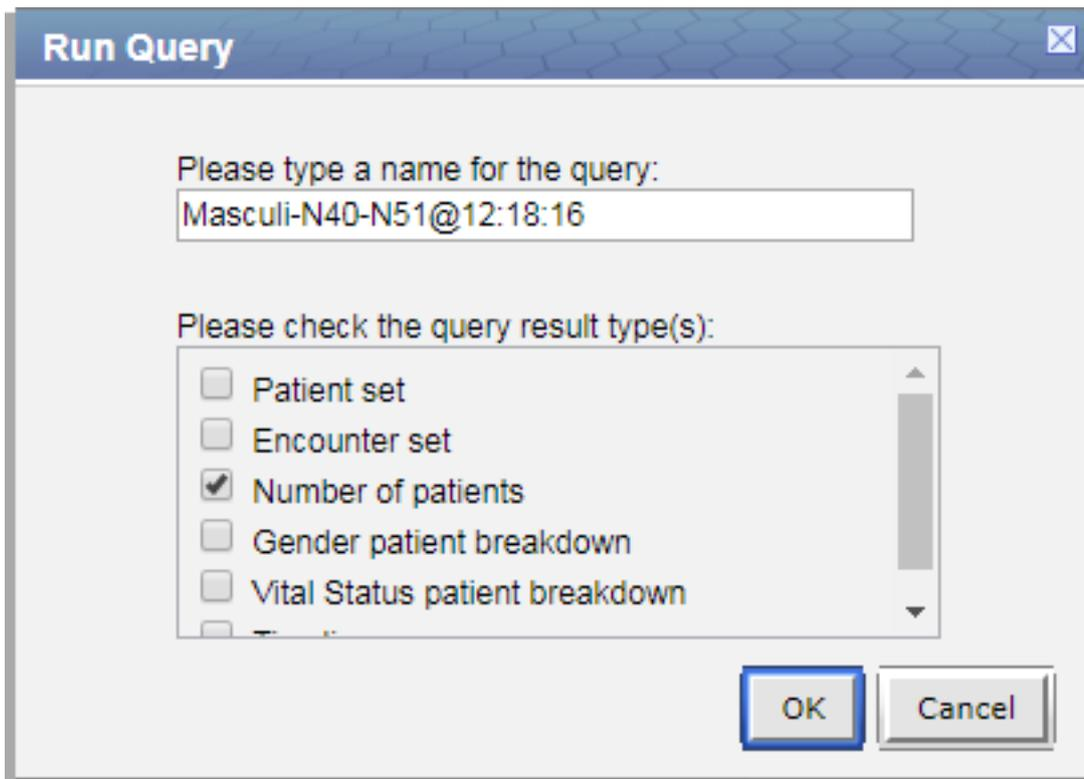 Run Query
Please type a name for the query:
Masculi-N40-N51@12:18:16
Please check the query result type(s):
Patient set
Encounter set
Number of patients
Gender patient breakdown
Vital Status patient breakdown
OK
Cancel